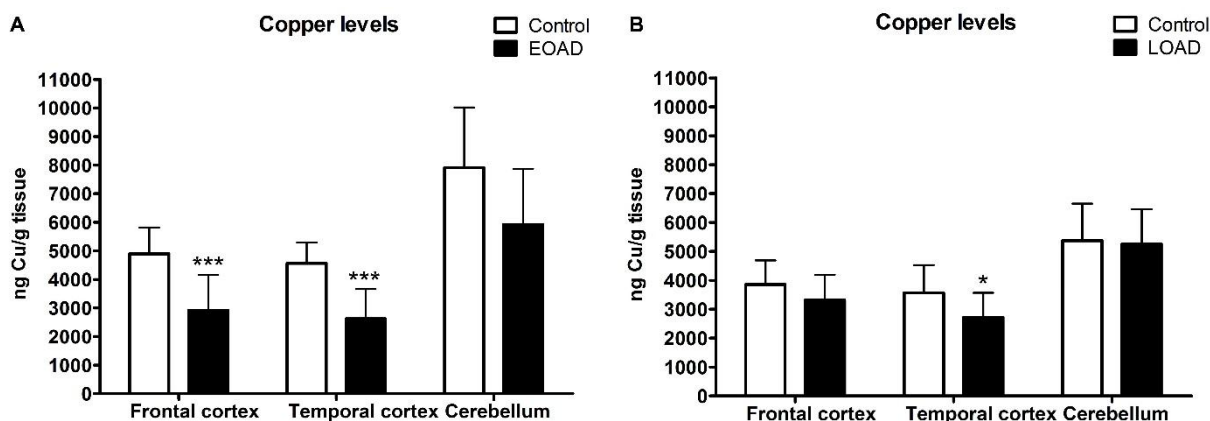 A
Copper levels
Control
EOAD
ng Cu/g tissue
11000
10000
9000
8000
7000
6000
5000
4000
3000
2000
1000
0
***
***
Frontal cortex Temporal cortex Cerebellum
B
Copper levels
Control
LOAD
ng Cu/g tissue
11000
10000
9000
8000
7000
6000
5000
4000
3000
2000
1000
0
*
Frontal cortex Temporal cortex Cerebellum